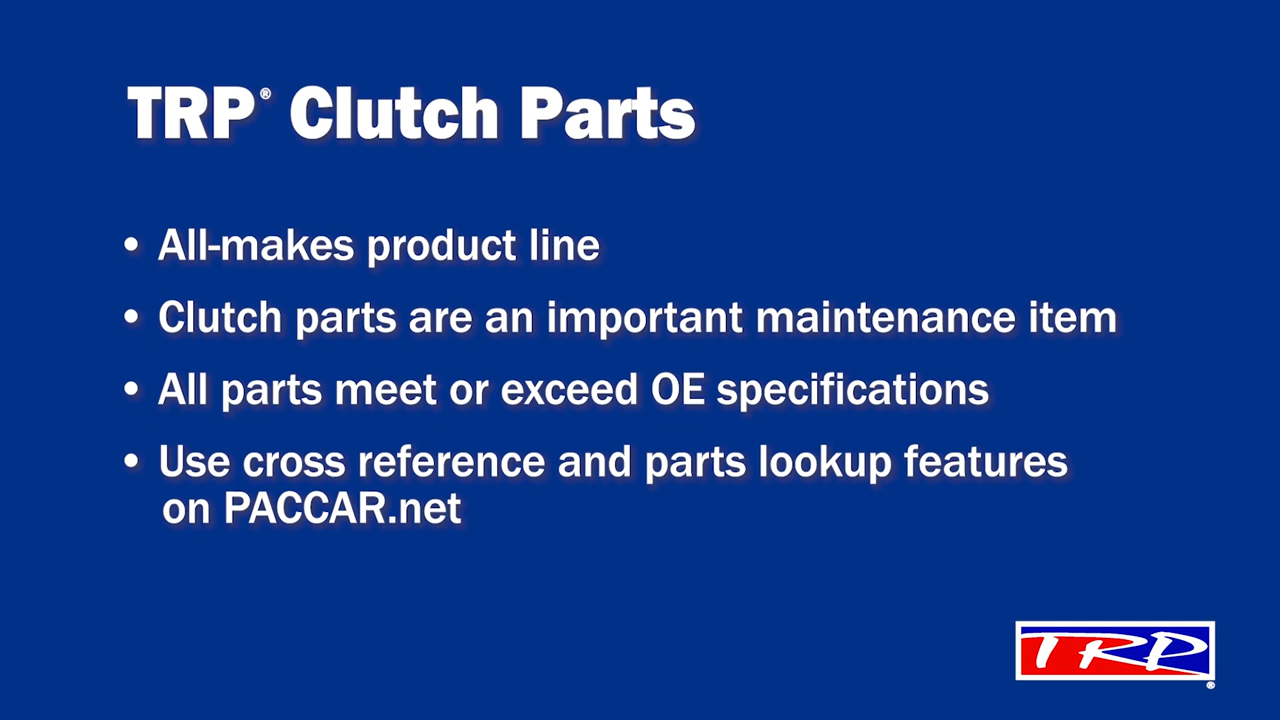 TRP® Clutch Parts
• All-makes product line
• Clutch parts are an important maintenance item
• All parts meet or exceed OE specifications
• Use cross reference and parts lookup features
on PACCAR.net
TRP®